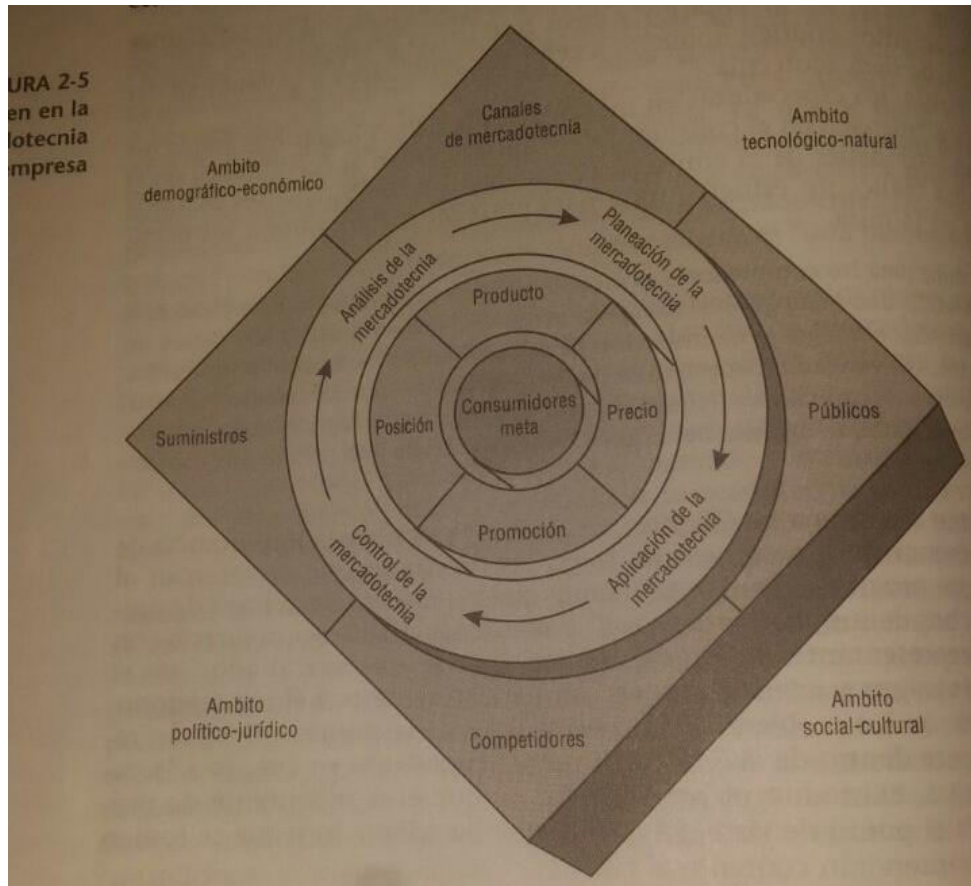 URA 2-5
en en la
dotecnia
empresa
Canales
de mercadotecnia
Ambito
tecnológico-natural
Ambito
demográfico-económico
Análisis de la
mercadotecnia
Planeación de la
mercadotecnia
Producto
Suministros
Posición
Consumidores
meta
Precio
Públicos
Promoción
Control de la
mercadotecnia
Aplicación de la
mercadotecnia
Ambito
político-jurídico
Competidores
Ambito
social-cultural